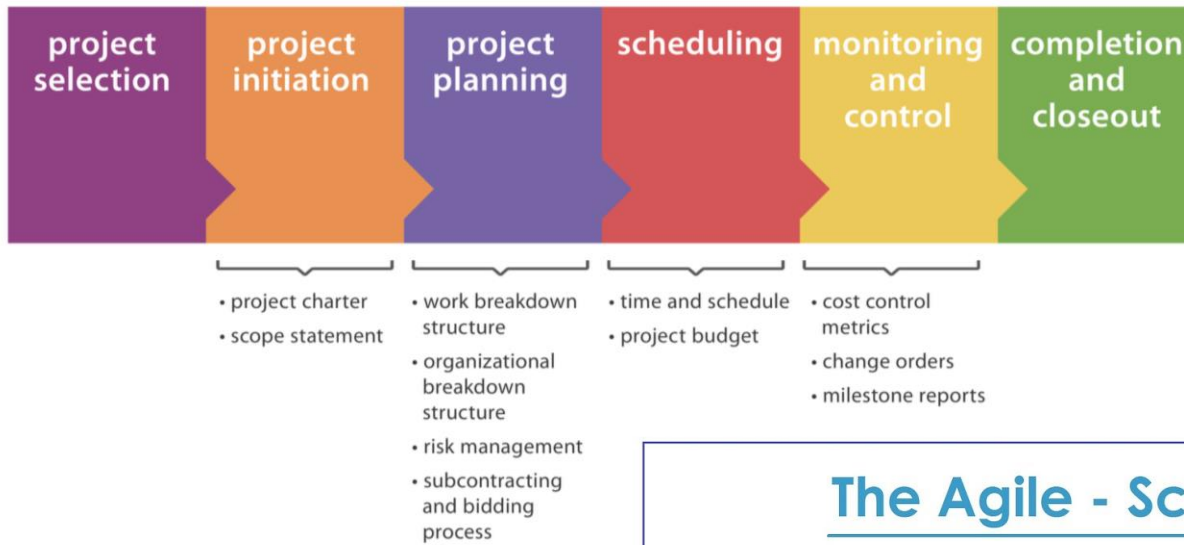 project
selection
project
initiation
project
planning
scheduling
monitoring
and
control
completion
and
closeout
• project charter
• scope statement
• work breakdown
structure
• organizational
breakdown
structure
• risk management
• subcontracting
and bidding
process
• time and schedule
• project budget
• cost control
metrics
• change orders
• milestone reports
The Agile - Sc